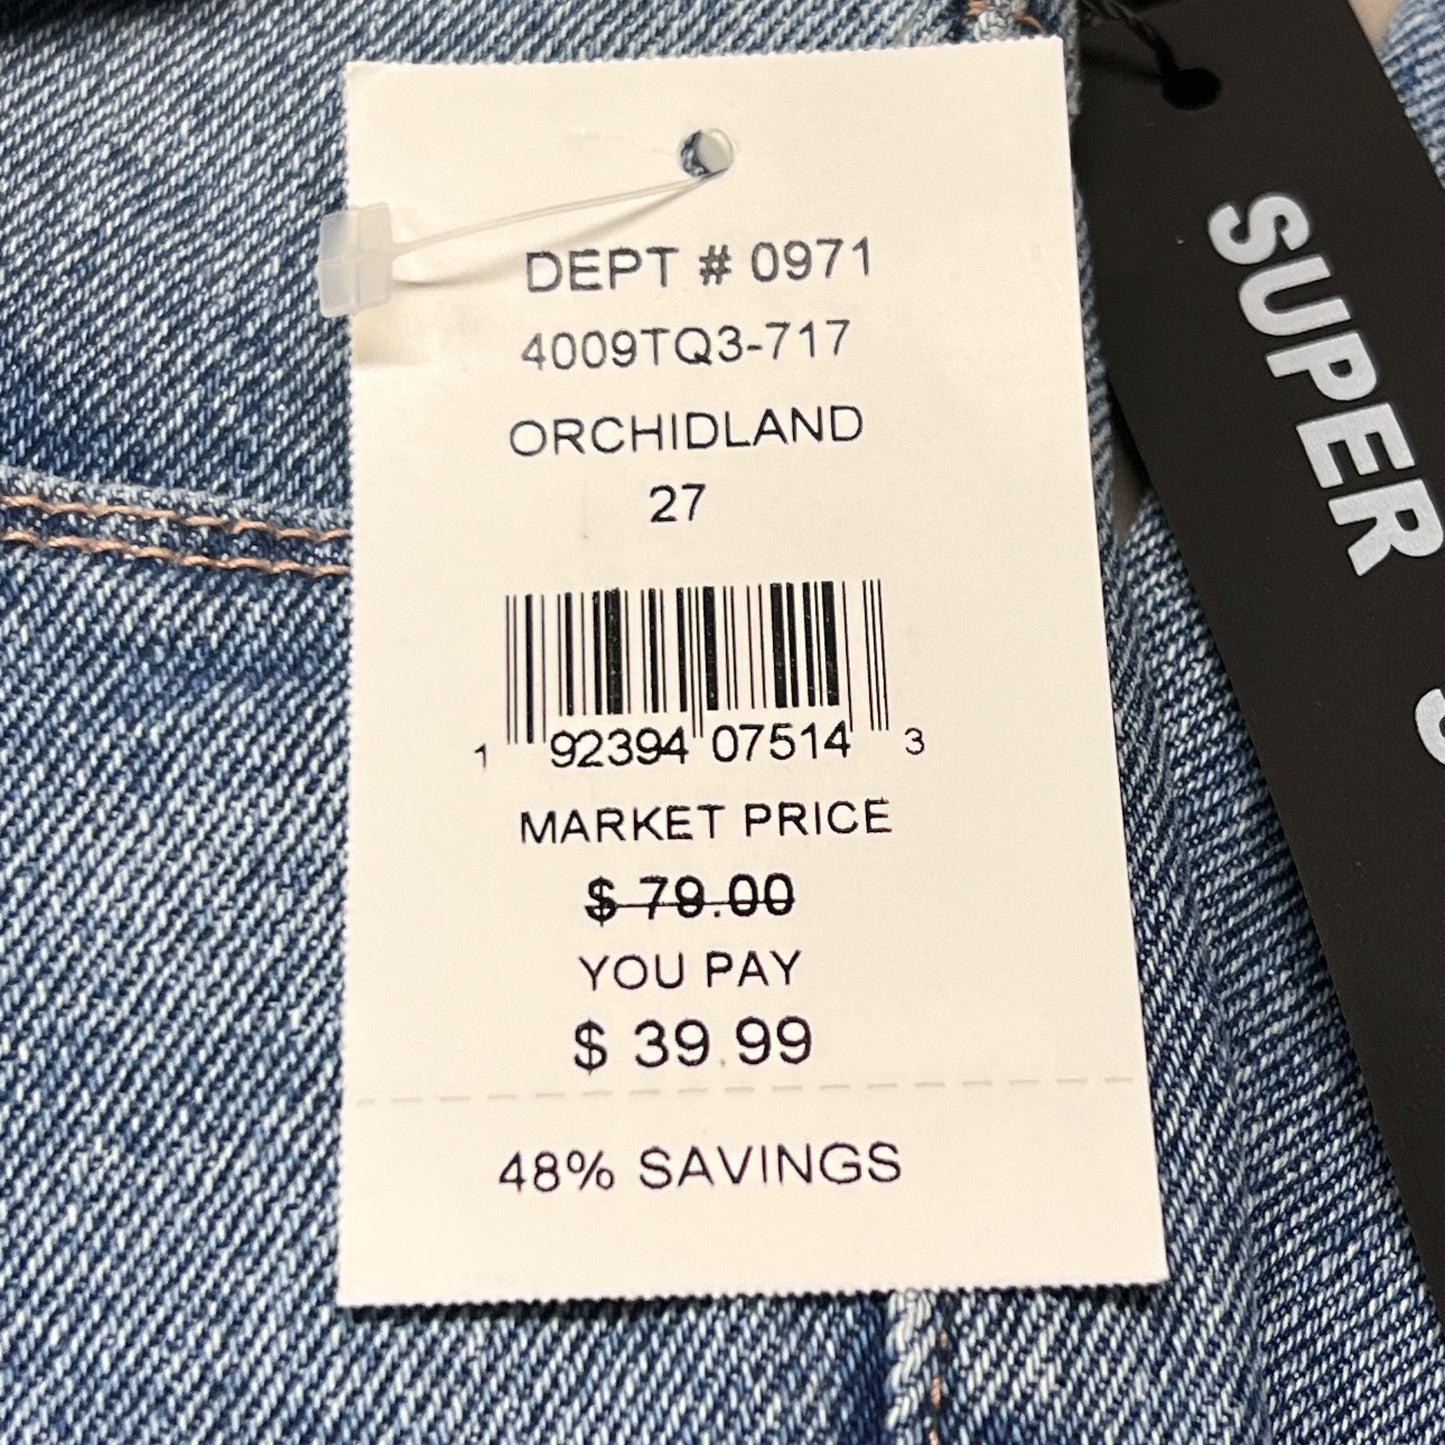 DEPT # 0971
4009TQ3-717
ORCHIDLAND
27
1 92394 07514 3
MARKET PRICE
$ 79.00
YOU PAY
$ 39.99
48% SAVINGS
SUPER